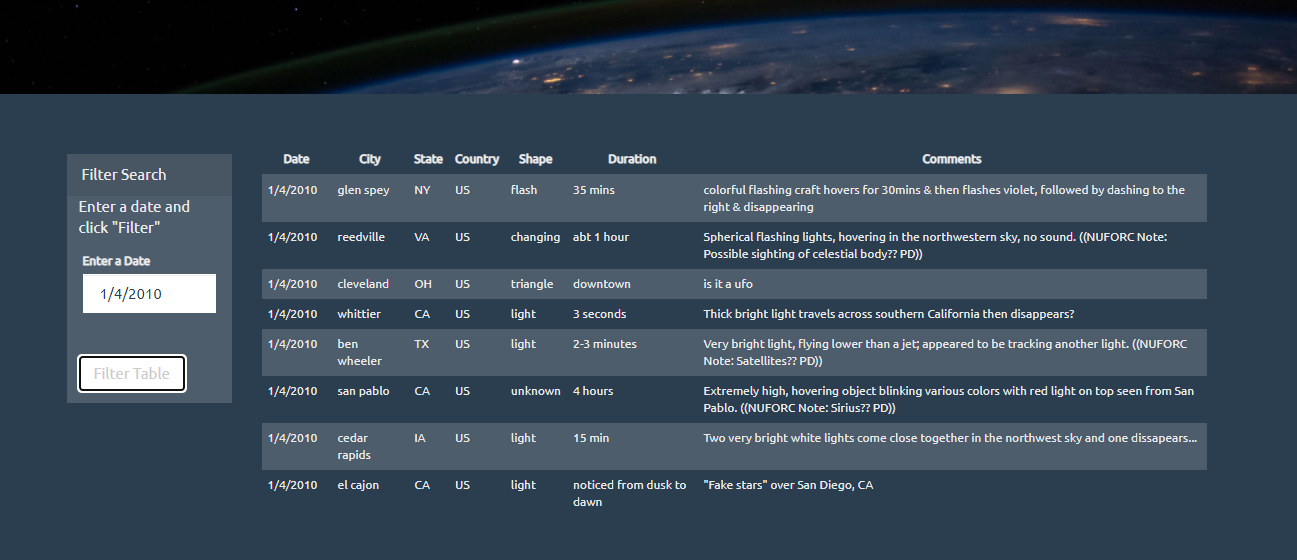 Filter Search
Enter a date and
click "Filter"
Enter a Date
1/4/2010
Filter Table
Date City State Country Shape Duration Comments
1/4/2010 glen spey NY US flash 35 mins colorful flashing craft hovers for 30mins & then flashes violet, followed by dashing to the
right & disappearing
1/4/2010 reedville VA US changing abt 1 hour Spherical flashing lights, hovering in the northwestern sky, no sound. ((NUFORC Note:
Possible sighting of celestial body?? PD))
1/4/2010 cleveland OH US triangle downtown is it a ufo
1/4/2010 whittier CA US light 3 seconds Thick bright light travels across southern California then disappears?
1/4/2010 ben TX US light 2-3 minutes Very bright light, flying lower than a jet; appeared to be tracking another light. ((NUFORC
wheeler Note: Satellites?? PD))
1/4/2010 san pablo CA US unknown 4 hours Extremely high, hovering object blinking various colors with red light on top seen from San
Pablo. ((NUFORC Note: Sirius?? PD))
1/4/2010 cedar IA US light 15 min Two very bright white lights come close together in the northwest sky and one dissapears...
rapids
1/4/2010 el cajon CA US light noticed from dusk to "Fake stars" over San Diego, CA
dawn